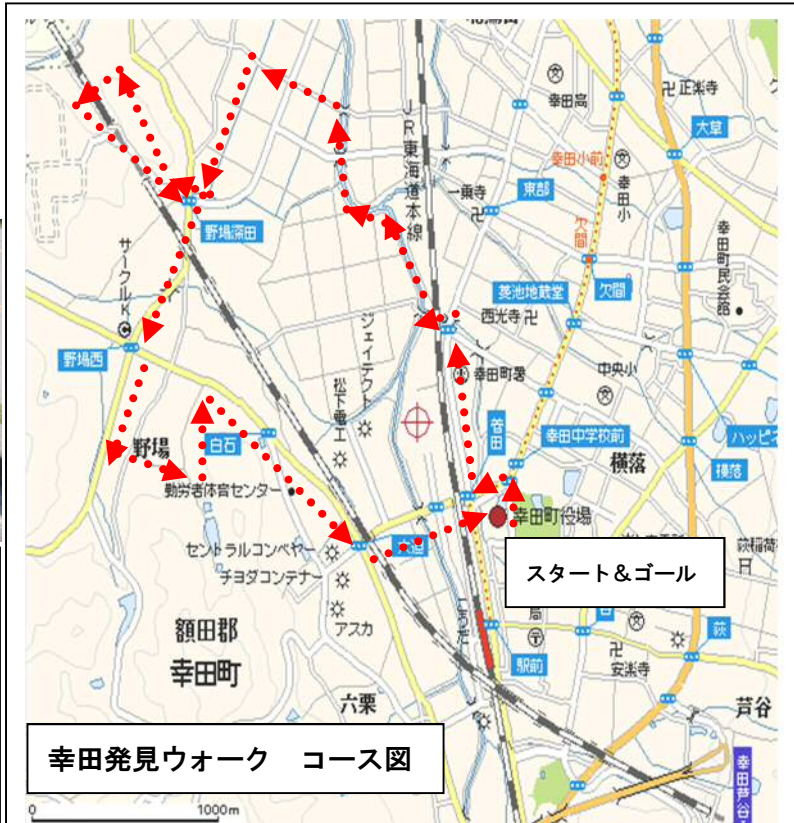 幸田高
正楽寺
大草
幸田小前
幸田小
JR東海道本線
一乗寺
東部
野場深田
サークルK
欠間
菱池地蔵堂
欠間
幸田町民会館
西光寺
ジェイテクト
松下電工
野場西
幸田町署
中央小
菅田
幸田中学校前
ハッピネ
野場
白石
横落
横落
勤労者体育センター
幸田町役場
セントラルコンベヤー
チヨダコンテナー
スタート&ゴール
萩稲荷
アスカ
額田郡
幸田町
駅前
安楽寺
萩
六栗
芦谷
幸田発見ウォーク コース図
幸田芦谷
0 1000m